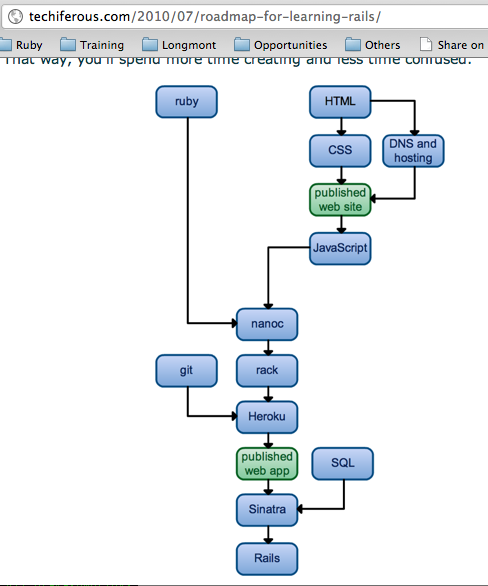 techiferous.com/2010/07/roadmap-for-learning-rails/
Ruby Training Longmont Opportunities Others Share on
That way, you'll spend more time creating and less time confused.
ruby
HTML
CSS
DNS and
hosting
published
web site
JavaScript
nanoc
git
rack
Heroku
published
web app
SQL
Sinatra
Rails